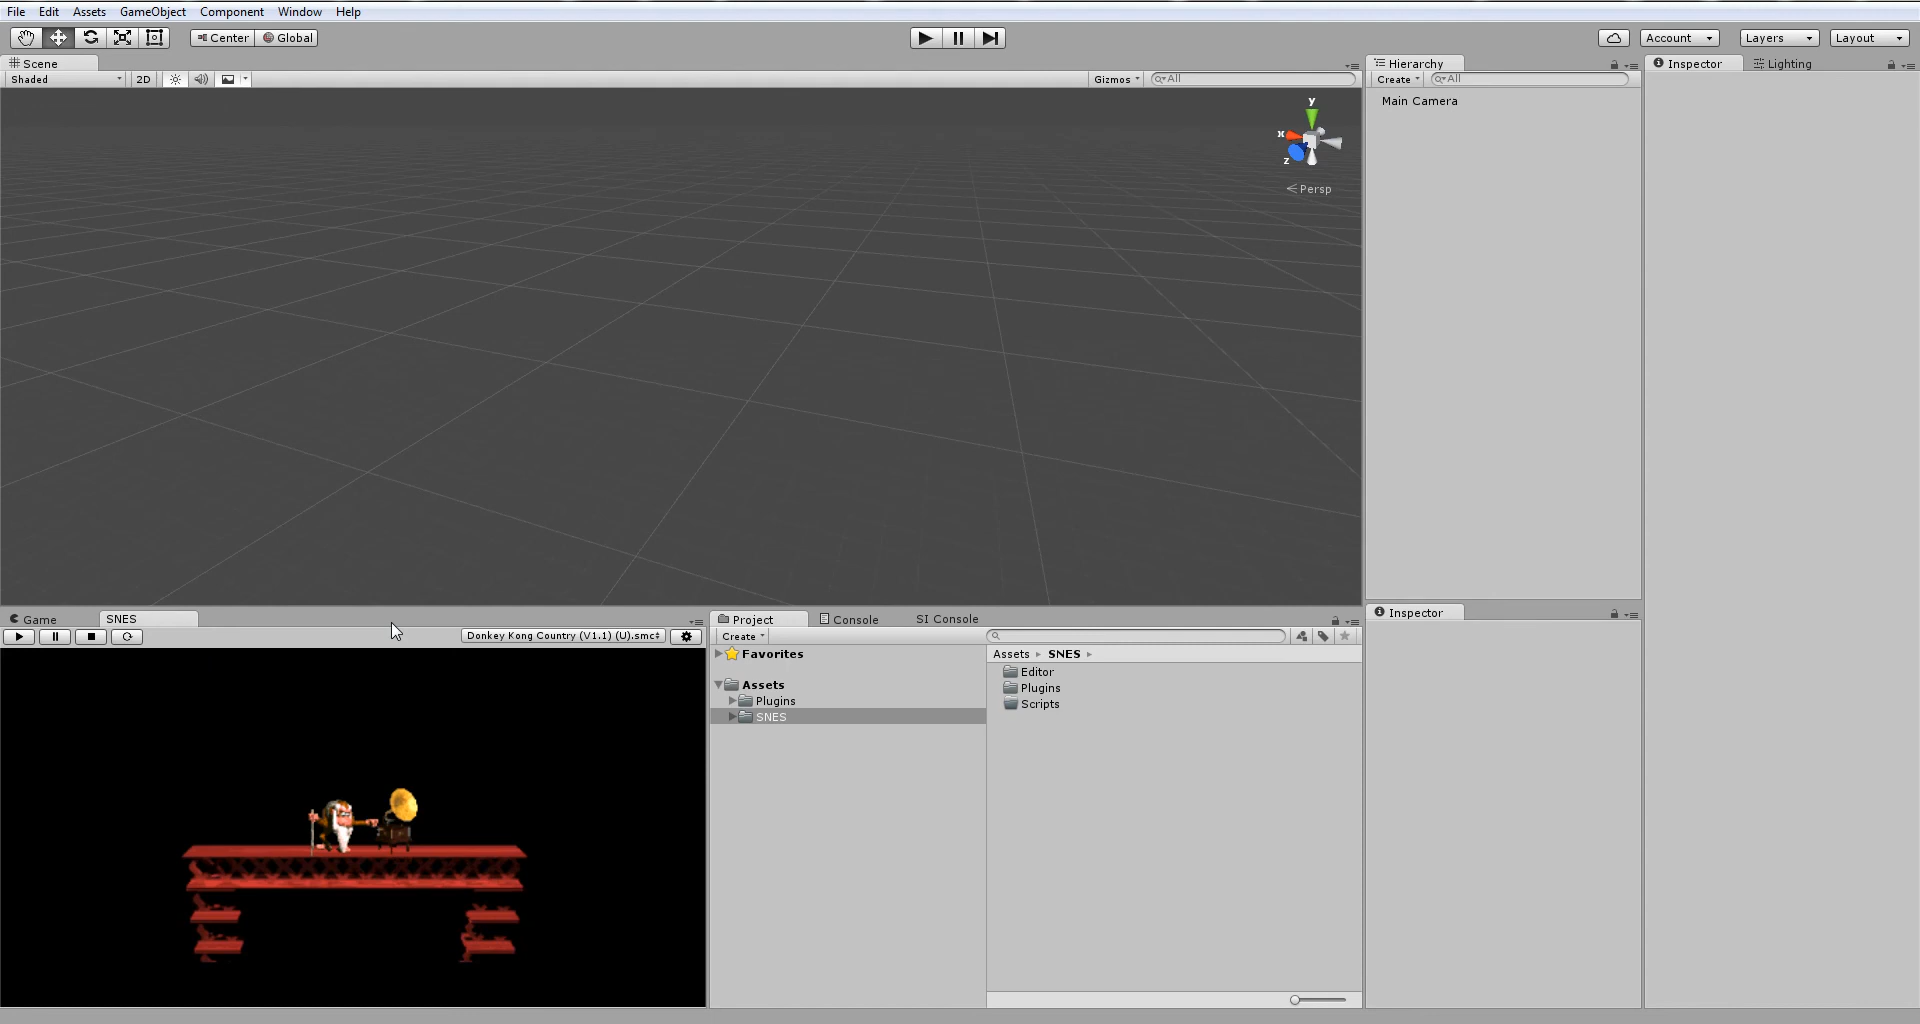 File Edit Assets GameObject Component Window Help
Center Global Account Layers Layout
Scene
Shaded 2D Gizmos All
y
x
z
Persp
Hierarchy
Create All
Main Camera
Inspector Lighting
Game SNES
Donkey Kong Country (V1.1) (U).smc
Project Console SI Console
Create
Favorites
Assets
Plugins
SNES
Assets SNES
Editor
Plugins
Scripts
Inspector